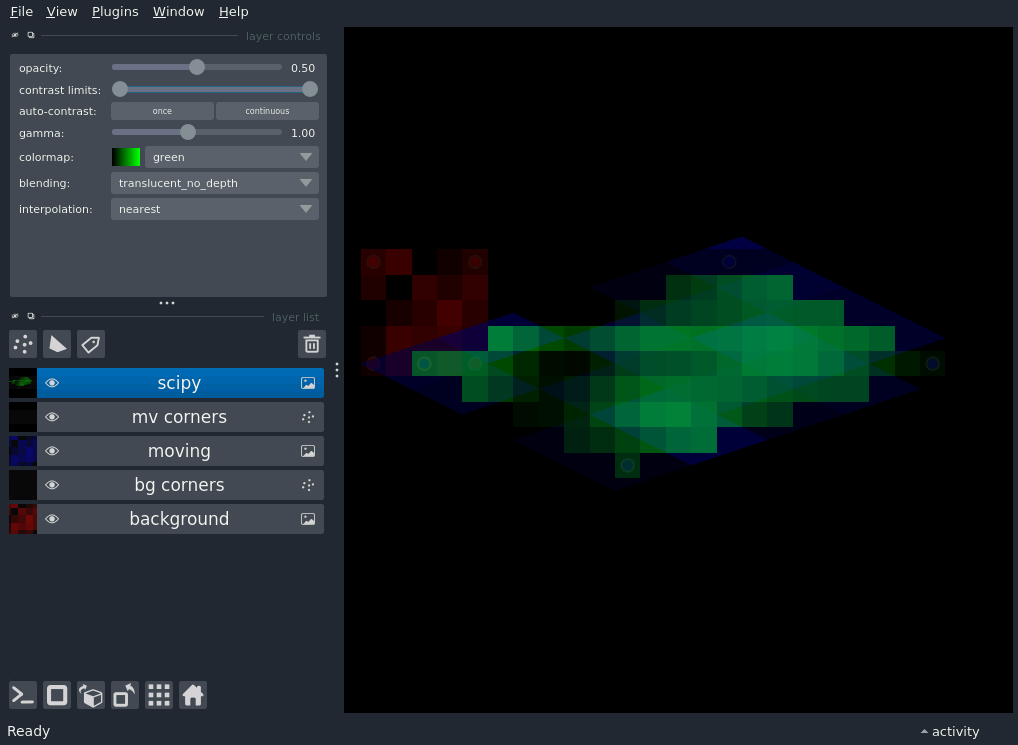 File View Plugins Window Help
layer controls
opacity: 0.50
contrast limits:
auto-contrast: once continuous
gamma: 1.00
colormap: green
blending: translucent_no_depth
interpolation: nearest
layer list
scipy
mv corners
moving
bg corners
background
Ready activity